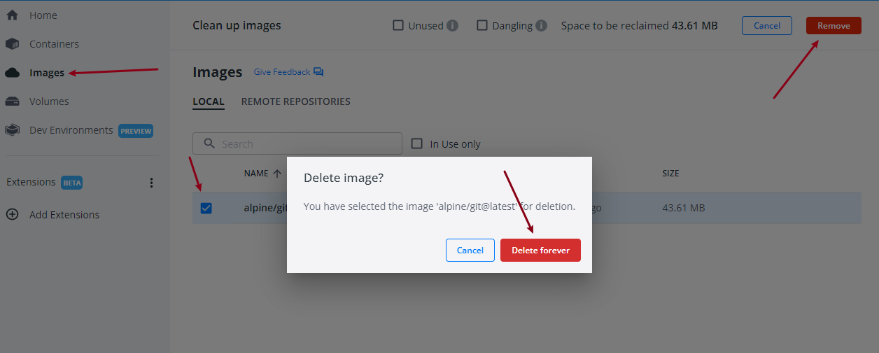 Home
Containers
Images
Volumes
Dev Environments PREVIEW
Extensions BETA
Add Extensions
Clean up images Unused Dangling Space to be reclaimed 43.61 MB Cancel Remove
Images Give Feedback
LOCAL REMOTE REPOSITORIES
Search In Use only
NAME SIZE
alpine/git go 43.61 MB
Delete image?
You have selected the image 'alpine/git@latest' for deletion.
Cancel Delete forever